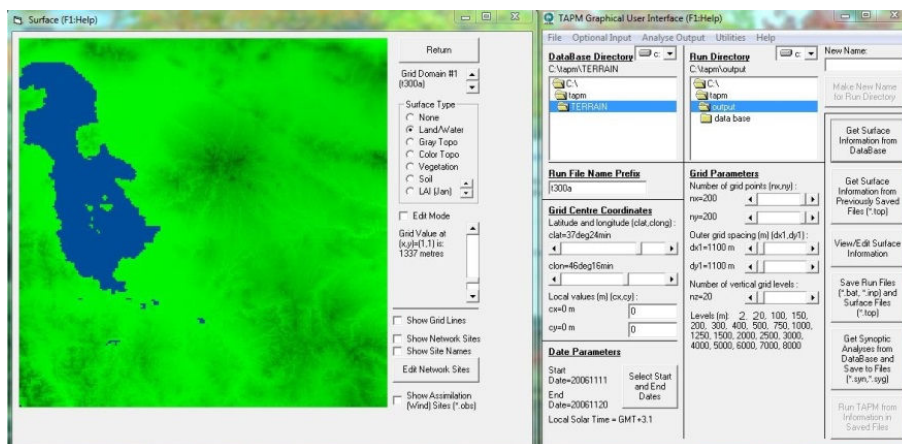 Surface (F1:Help)
Return
Grid Domain #1
(t300a)
Surface Type
None
Land/Water
Gray Topo
Color Topo
Vegetation
Soil
LAI (Jan)
Edit Mode
Grid Value at
(x,y)=(1,1) is:
1337 metres
Show Grid Lines
Show Network Sites
Show Site Names
Edit Network Sites
Show Assimilation
(Wind) Sites (*.obs)
TAPM Graphical User Interface (F1:Help)
File Optional Input Analyse Output Utilities Help
DataBase Directory
c:
C:\tapm\TERRAIN
C:\
tapm
TERRAIN
Run File Name Prefix
t300a
Grid Centre Coordinates
Latitude and longitude (clat,clong) :
clat=37deg24min
clon=46deg16min
Local values (m) (cx,cy) :
cx=0 m
0
cy=0 m
0
Date Parameters
Start
Date=20061111
End
Date=20061120
Select Start
and End
Dates
Local Solar Time = GMT+3.1
Run Directory
c:
C:\tapm\output
C:\
tapm
output
data base
Grid Parameters
Number of grid points (nx,ny) :
nx=200
ny=200
Outer grid spacing (m) (dx1,dy1) :
dx1=1100 m
dy1=1100 m
Number of vertical grid levels :
nz=20
Levels (m): 2, 20, 100, 150,
200, 300, 400, 500, 750, 1000,
1250, 1500, 2000, 2500, 3000,
4000, 5000, 6000, 7000, 8000
New Name:
Make New Name
for Run Directory
Get Surface
Information from
DataBase
Get Surface
Information from
Previously Saved
Files (*.top)
View/Edit Surface
Information
Save Run Files
(*.bat, *.inp) and
Surface Files
(*.top)
Get Synoptic
Analyses from
DataBase and
Save to Files
(*.syn,*.syg)
Run TAPM from
Information in
Saved Files